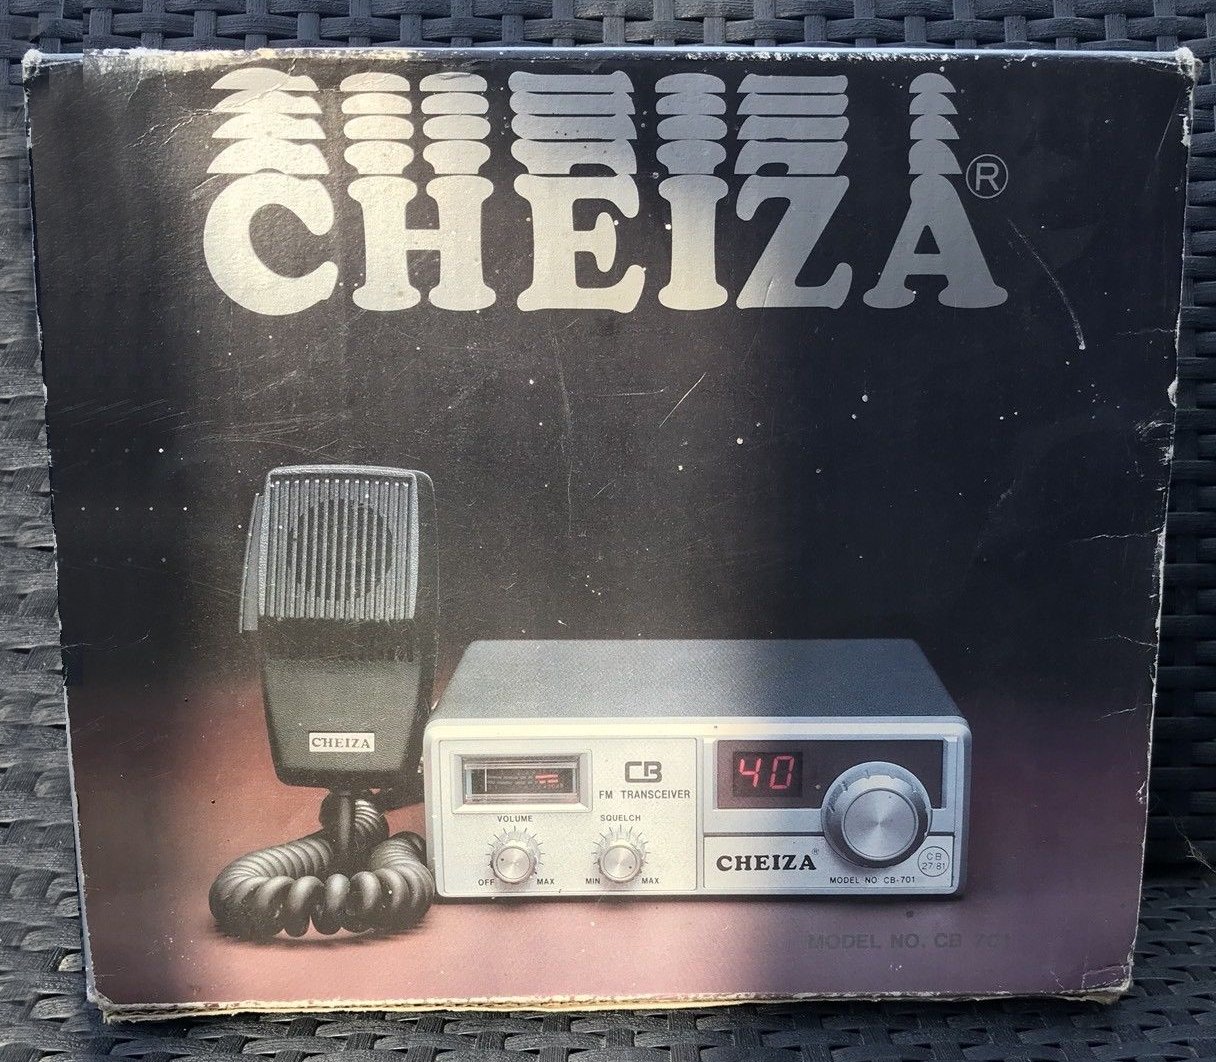 CHEIZA®
CHEIZA
CB
FM TRANSCEIVER
40
VOLUME
SQUELCH
OFF
MAX
MIN
MAX
CHEIZA®
MODEL NO. CB-701
CB
27/81
MODEL NO. CB 701